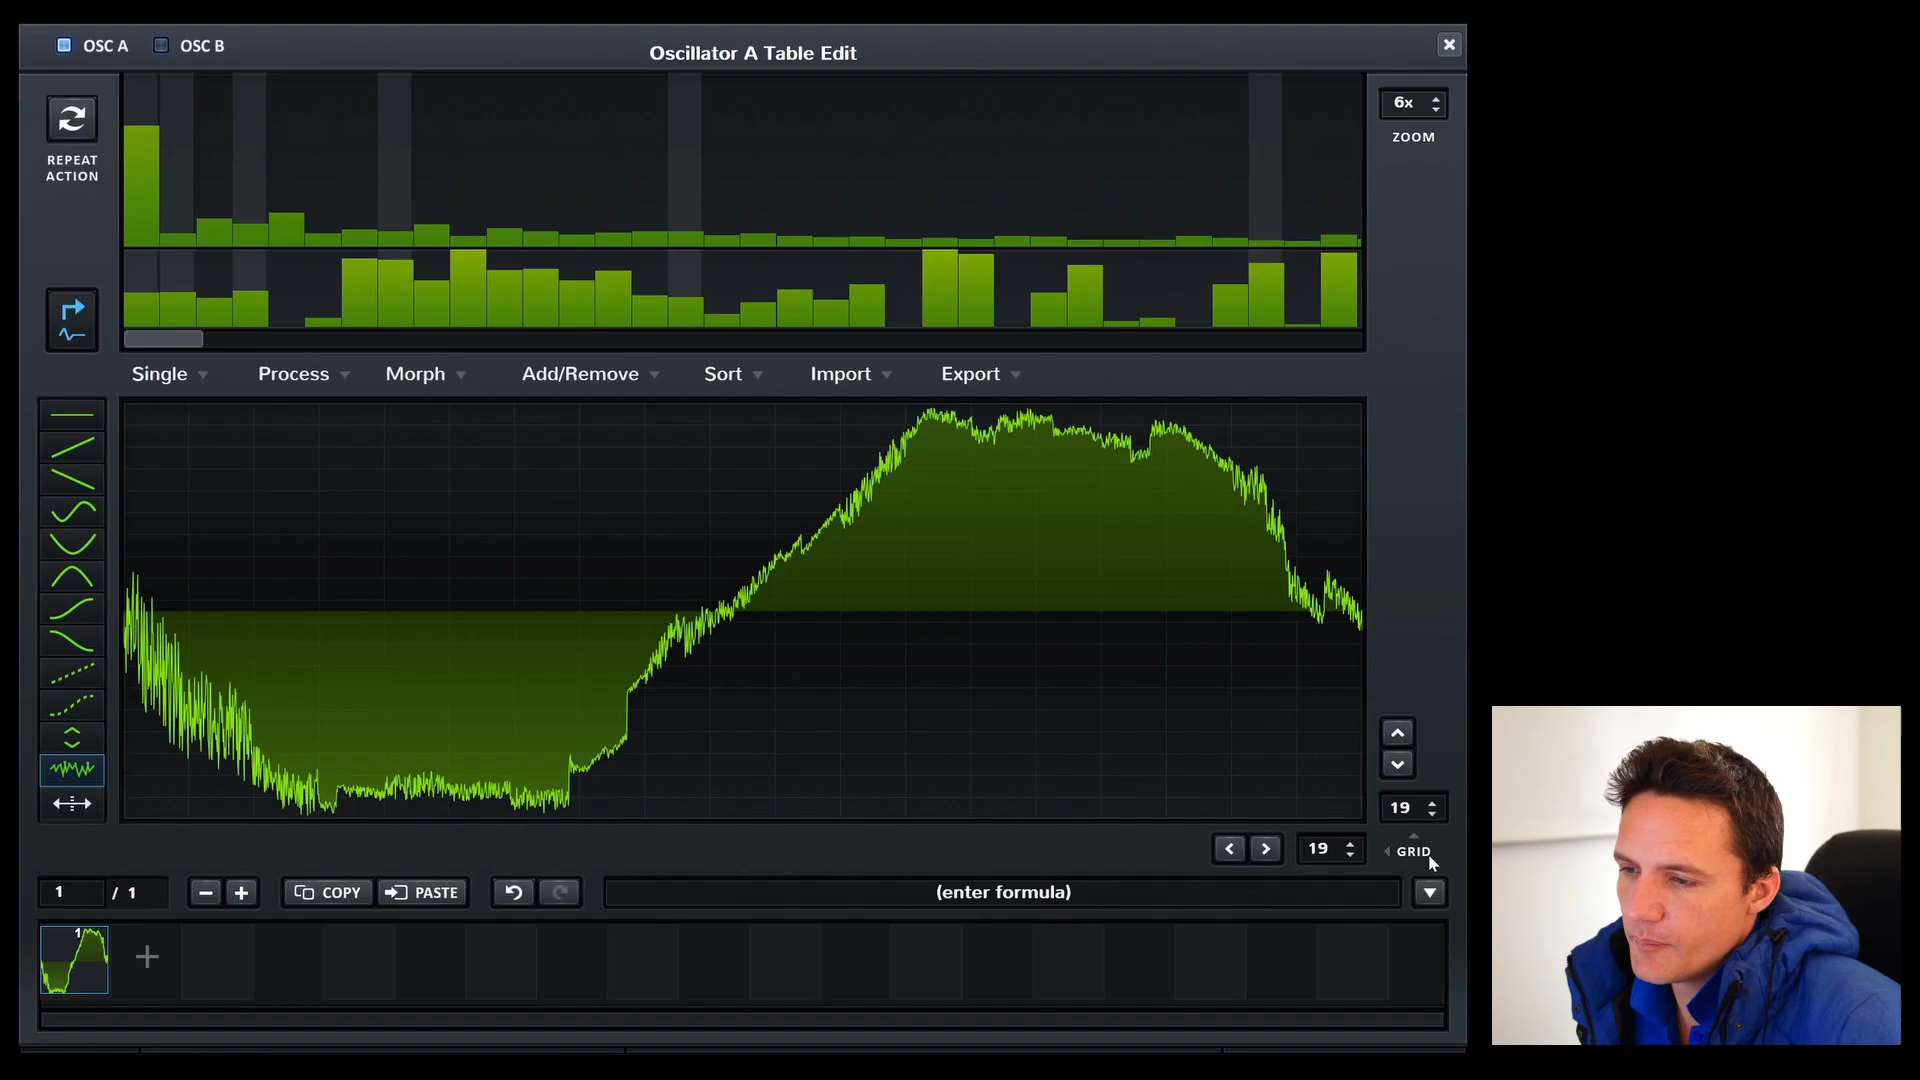 OSC A
OSC B
Oscillator A Table Edit
REPEAT
ACTION
6x
ZOOM
Single
Process
Morph
Add/Remove
Sort
Import
Export
19
19
GRID
1 / 1
COPY
PASTE
(enter formula)
1